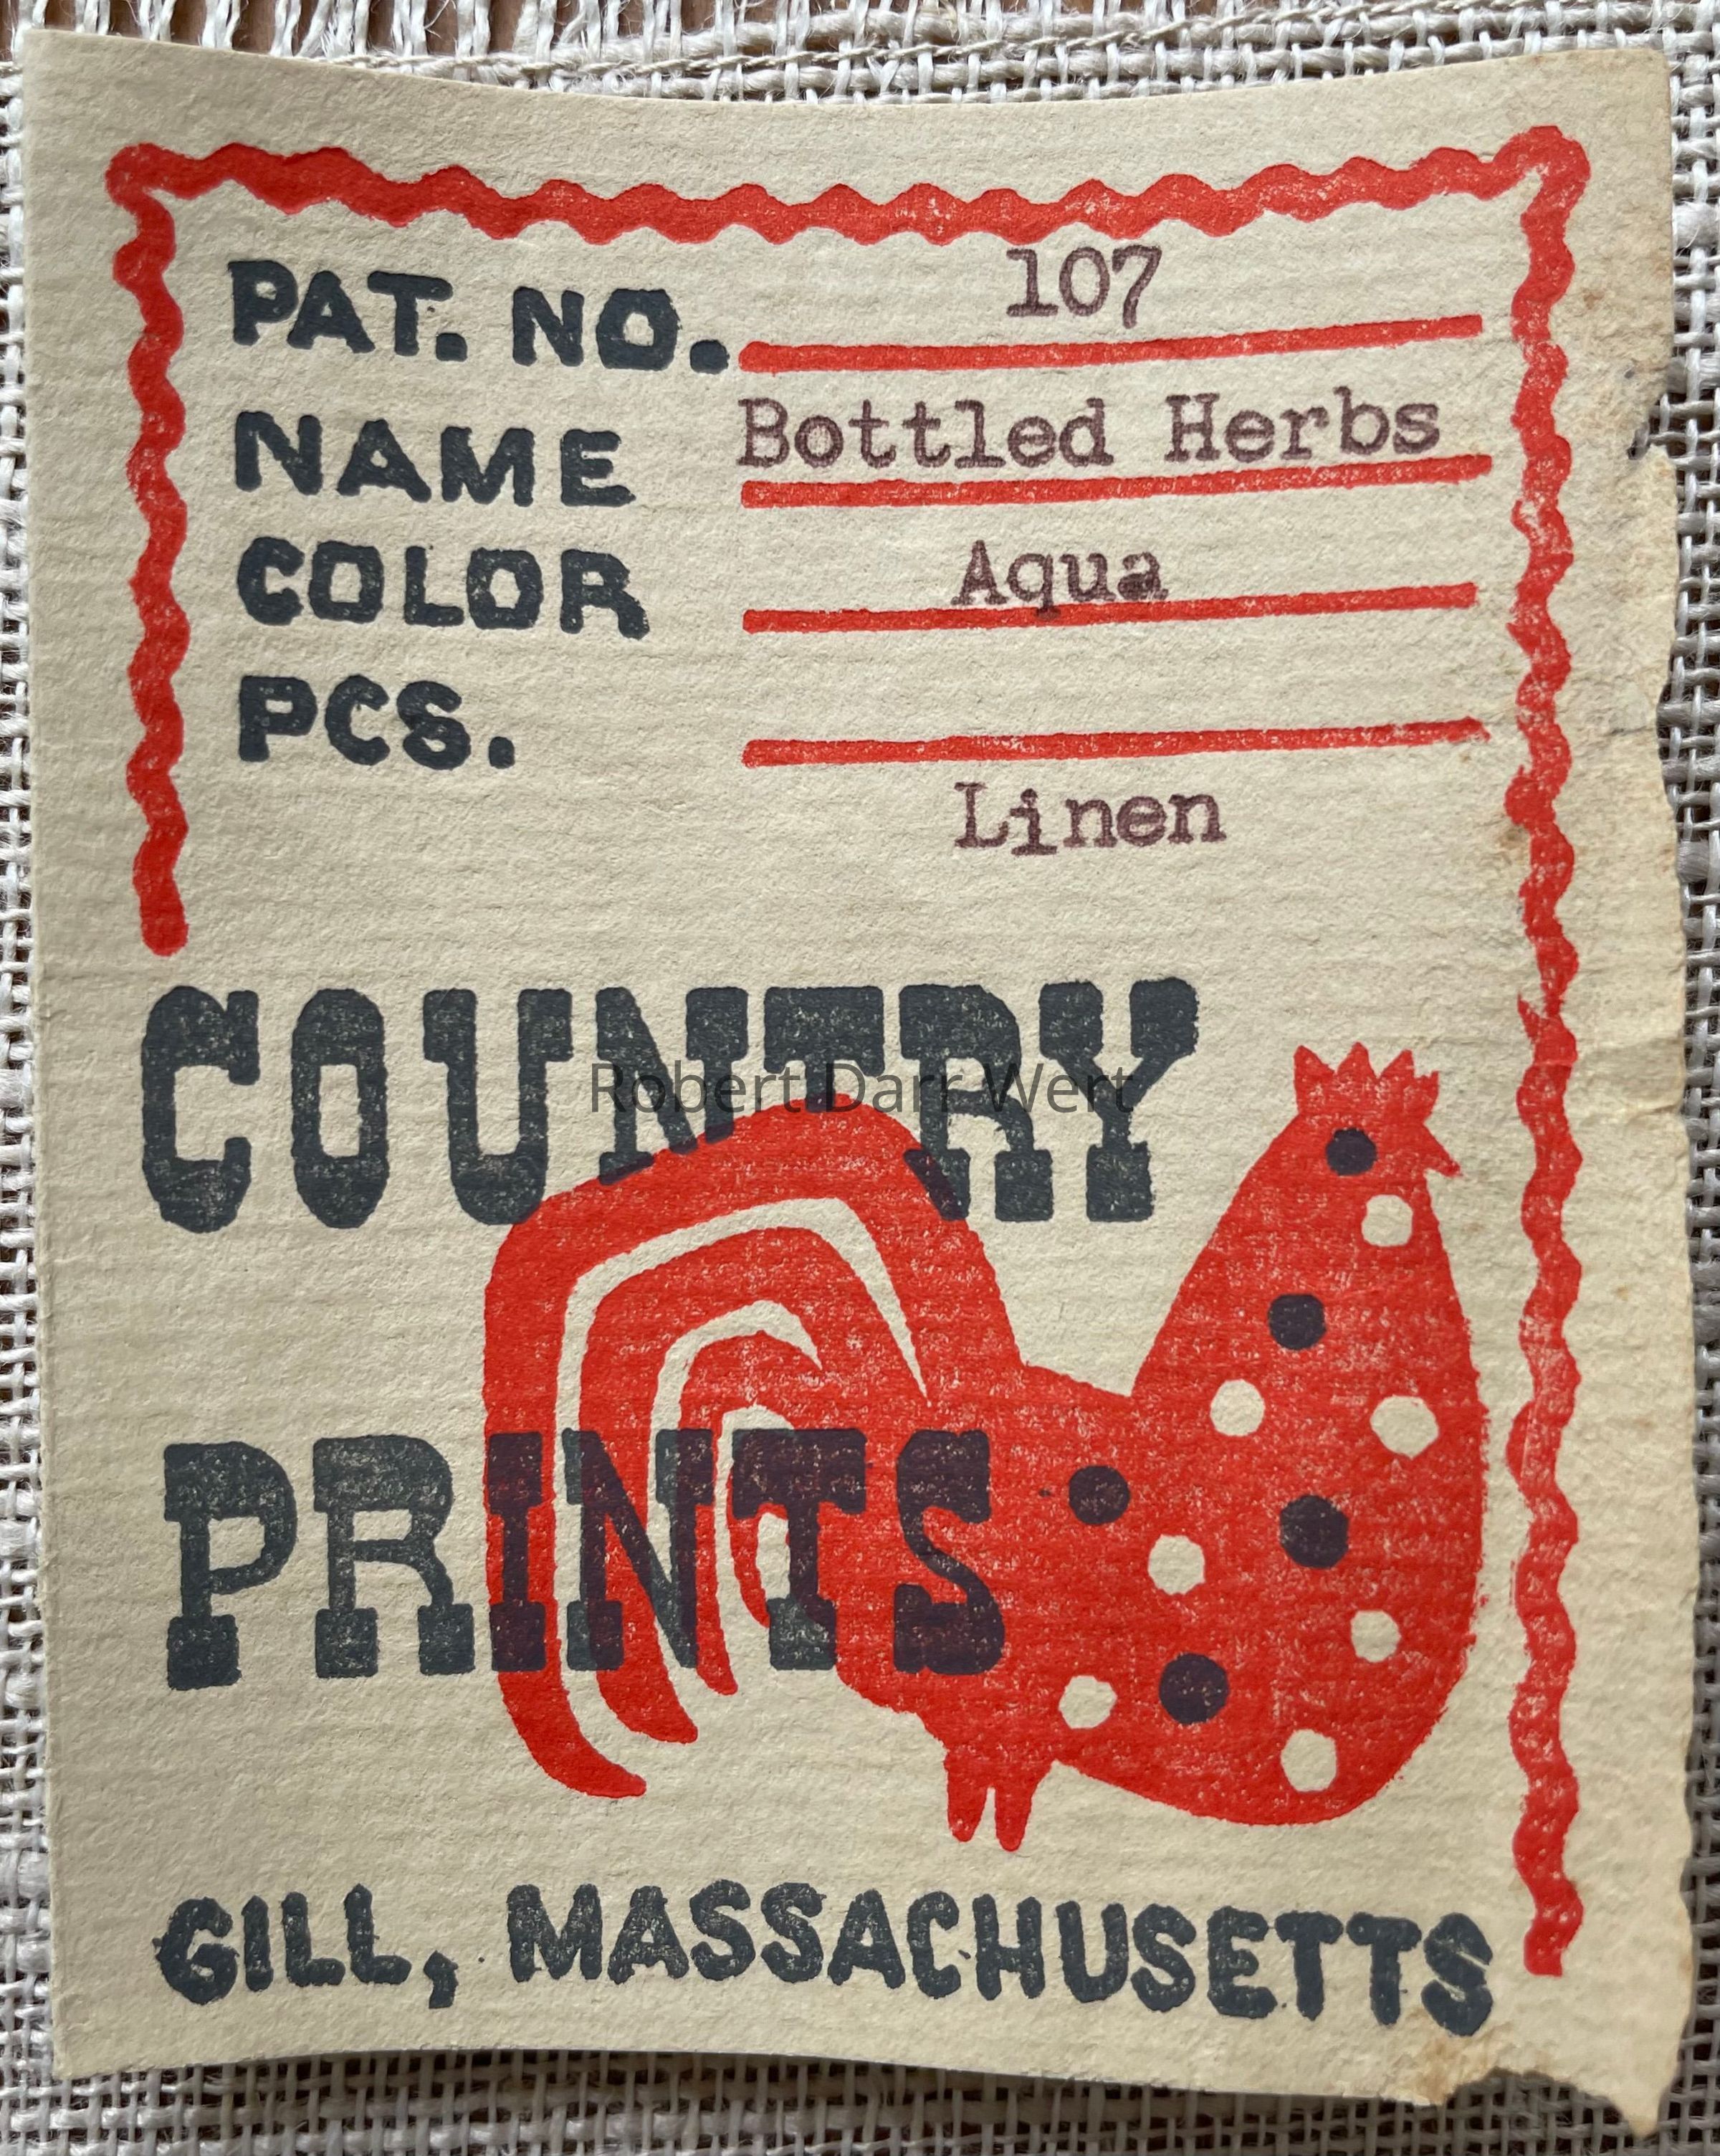 PAT. NO. 107
NAME Bottled Herbs
COLOR Aqua
PCS.
Linen
COUNTRY
Robert Darr Wert
PRINTS
GILL, MASSACHUSETTS